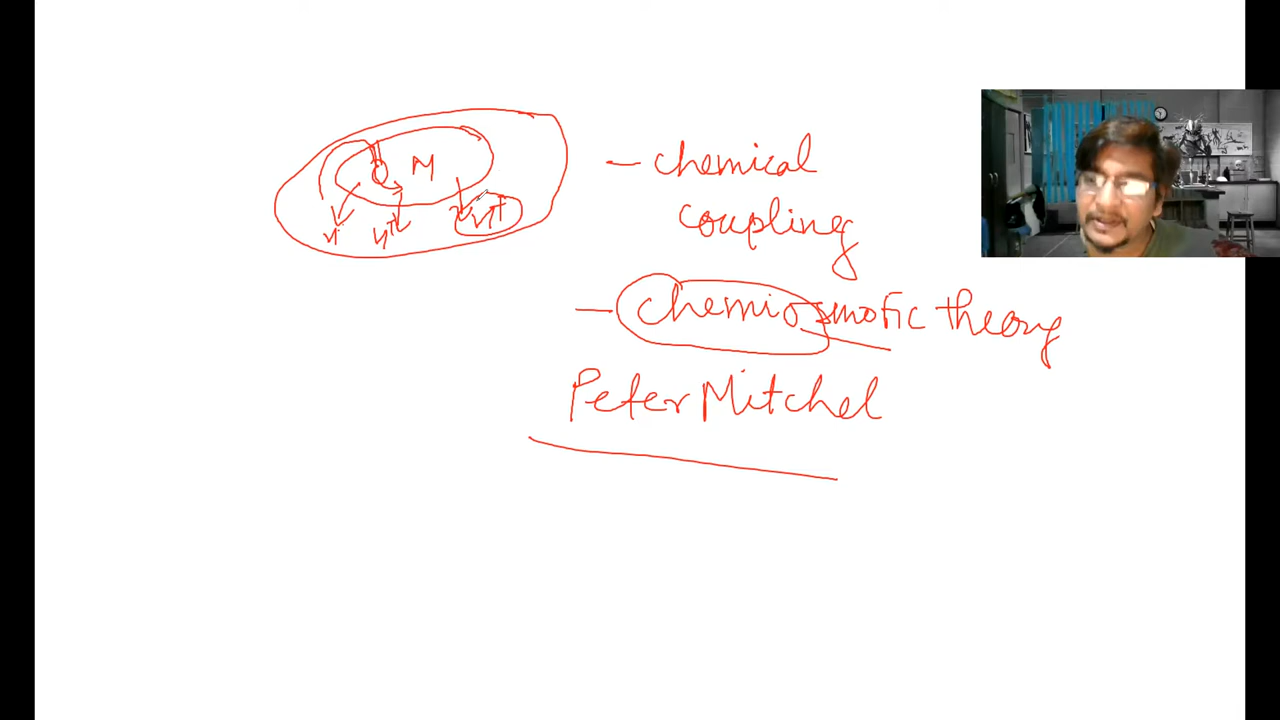 M
H⁺
H⁺
- chemical
coupling
- chemiosmotic theory
Peter Mitchel